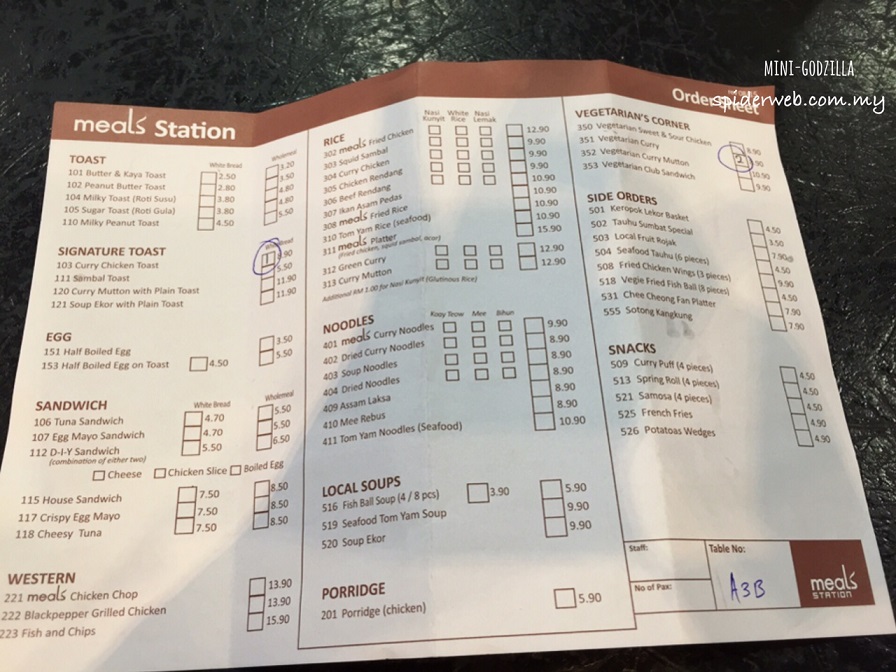 MINI-GODZILLA
spiderweb.com.my
meals Station
Order Sheet
TOAST
White Bread Wholemeal
101 Butter & Kaya Toast 2.50 3.20
102 Peanut Butter Toast 2.80 3.50
104 Milky Toast (Roti Susu) 3.80 4.80
105 Sugar Toast (Roti Gula) 3.80 4.80
110 Milky Peanut Toast 4.50 5.50
SIGNATURE TOAST
103 Curry Chicken Toast 1 9.90
111 Sambal Toast 5.50
120 Curry Mutton with Plain Toast 11.90
121 Soup Ekor with Plain Toast 11.90
EGG
151 Half Boiled Egg 3.50
153 Half Boiled Egg on Toast 4.50 5.50
SANDWICH
White Bread Wholemeal
106 Tuna Sandwich 4.70 5.50
107 Egg Mayo Sandwich 4.70 5.50
112 D-I-Y Sandwich 5.50 6.50
(combination of either two)
Cheese Chicken Slice Boiled Egg
115 House Sandwich 7.50 8.50
117 Crispy Egg Mayo 7.50 8.50
118 Cheesy Tuna 7.50 8.50
WESTERN
221 meals Chicken Chop 13.90
222 Blackpepper Grilled Chicken 13.90
223 Fish and Chips 15.90
RICE
Nasi Kunyit White Rice Nasi Lemak
302 meals Fried Chicken 12.90
303 Squid Sambal 9.90
304 Curry Chicken 9.90
305 Chicken Rendang 10.90
306 Beef Rendang 10.90
307 Ikan Asam Pedas 10.90
308 meals Fried Rice 10.90
310 Tom Yam Rice (seafood) 15.90
311 meals Platter
(fried chicken, squid sambal, acar)
312 Green Curry 12.90
313 Curry Mutton 12.90
Additional RM 1.00 for Nasi Kunyit (Glutinous Rice)
NOODLES
Koay Teow Mee Bihun
401 meals Curry Noodles 9.90
402 Dried Curry Noodles 8.90
403 Soup Noodles 8.90
404 Dried Noodles 8.90
409 Assam Laksa 8.90
410 Mee Rebus 8.90
411 Tom Yam Noodles (Seafood) 10.90
LOCAL SOUPS
516 Fish Ball Soup (4 / 8 pcs) 3.90 5.90
519 Seafood Tom Yam Soup 9.90
520 Soup Ekor 9.90
PORRIDGE
201 Porridge (chicken) 5.90
VEGETARIAN'S CORNER
350 Vegetarian Sweet & Sour Chicken 8.90
351 Vegetarian Curry
352 Vegetarian Curry Mutton 10.90
353 Vegetarian Club Sandwich 9.90
SIDE ORDERS
501 Keropok Lekor Basket 4.50
502 Tauhu Sumbat Special 3.50
503 Local Fruit Rojak 7.90
504 Seafood Tauhu (6 pieces) 4.50
508 Fried Chicken Wings (3 pieces) 9.90
518 Vegie Fried Fish Ball (8 pieces) 4.50
531 Chee Cheong Fan Platter 7.90
555 Sotong Kangkung 7.90
SNACKS
509 Curry Puff (4 pieces) 4.50
513 Spring Roll (4 pieces) 4.50
521 Samosa (4 pieces) 4.50
525 French Fries 4.90
526 Potatoas Wedges 4.90
Staff: Table No:
No of Pax: A3B
meals
STATION